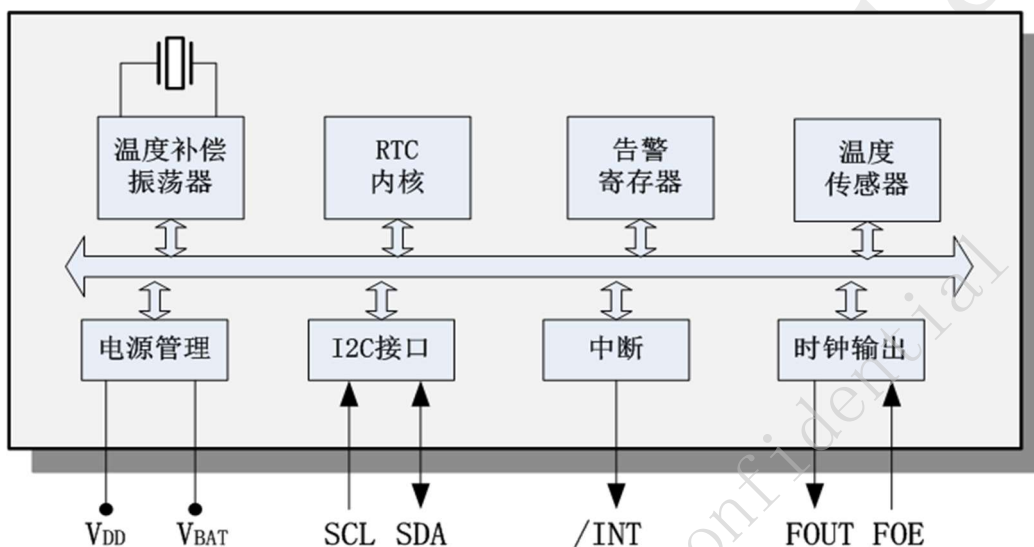 温度补偿
振荡器
RTC
内核
告警
寄存器
温度
传感器
电源管理
I2C接口
中断
时钟输出
VDD VBAT SCL SDA /INT FOUT FOE
onfidential